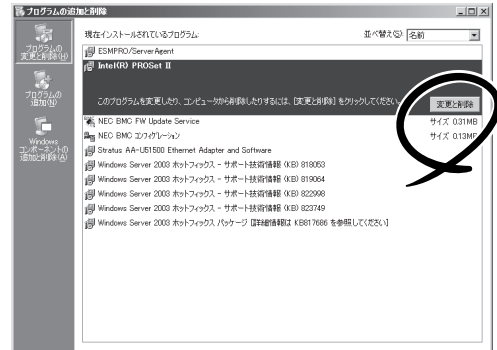 プログラムの追加と削除
プログラムの
変更と削除(H)
プログラムの
追加(N)
Windows
コンポーネントの
追加と削除(A)
現在インストールされているプログラム:
並べ替え(S): 名前
ESMPRO/ServerAgent
Intel(R) PROSet II
このプログラムを変更したり、コンピュータから削除したりするには、[変更と削除] をクリックしてください。
変更と削除
NEC BMC FW Update Service
サイズ 0.31MB
NEC BMC コンフィグレーション
サイズ 0.13MB
Stratus AA-U51500 Ethernet Adapter and Software
Windows Server 2003 ホットフィックス - サポート技術情報 (KB) 818053
Windows Server 2003 ホットフィックス - サポート技術情報 (KB) 819064
Windows Server 2003 ホットフィックス - サポート技術情報 (KB) 822998
Windows Server 2003 ホットフィックス - サポート技術情報 (KB) 823749
Windows Server 2003 ホットフィックス パッケージ [詳細情報は KB817686 を参照してください]